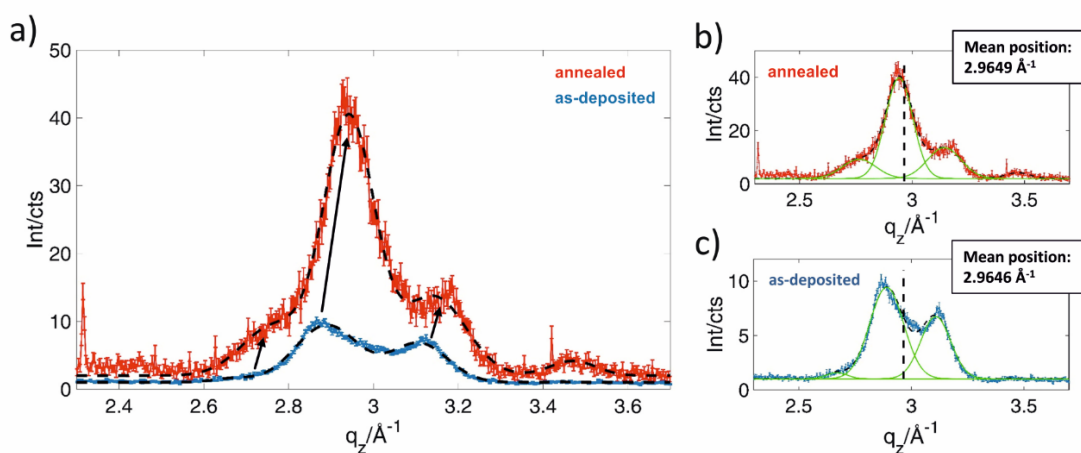 a)
50
40
30
20
10
0
Int/cts
annealed
as-deposited
2.4 2.6 2.8 3 3.2 3.4 3.6
q_z/Å⁻¹
b)
annealed
Mean position:
2.9649 Å⁻¹
40
20
0
Int/cts
2.5 3 3.5
q_z/Å⁻¹
c)
as-deposited
Mean position:
2.9646 Å⁻¹
10
5
0
Int/cts
2.5 3 3.5
q_z/Å⁻¹